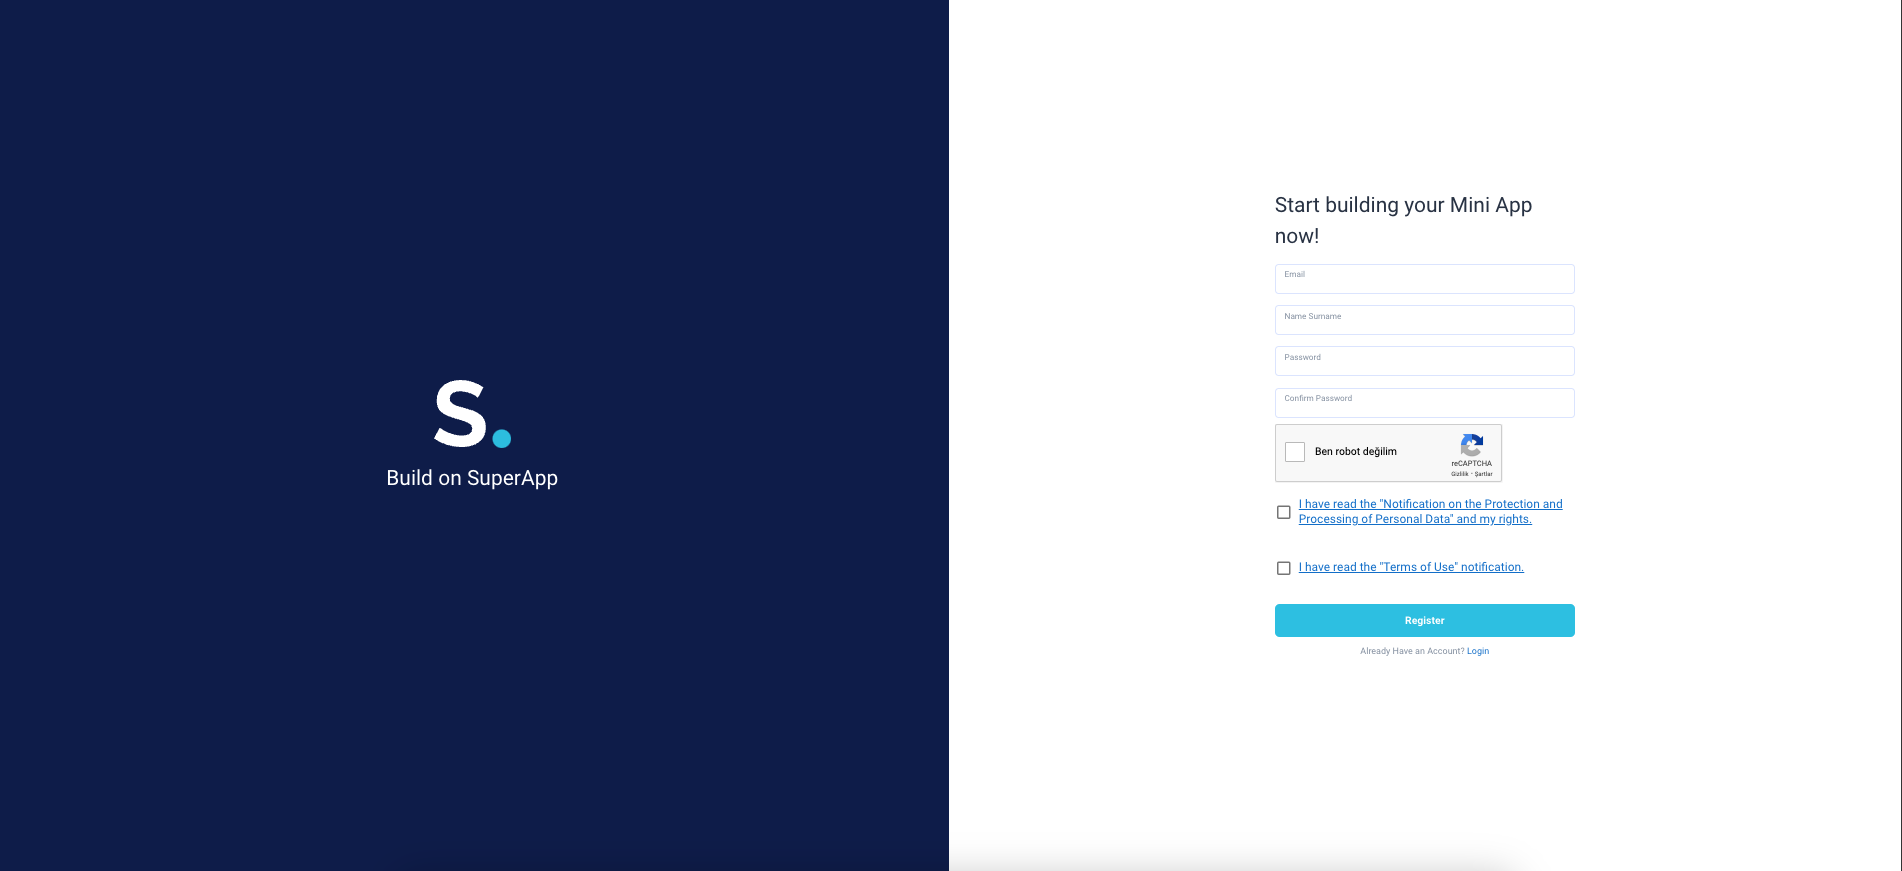 S.
Build on SuperApp
Start building your Mini App
now!
Email
Name Surname
Password
Confirm Password
Ben robot değilim
reCAPTCHA
Gizlilik - Şartlar
I have read the "Notification on the Protection and
Processing of Personal Data" and my rights.
I have read the "Terms of Use" notification.
Register
Already Have an Account? Login